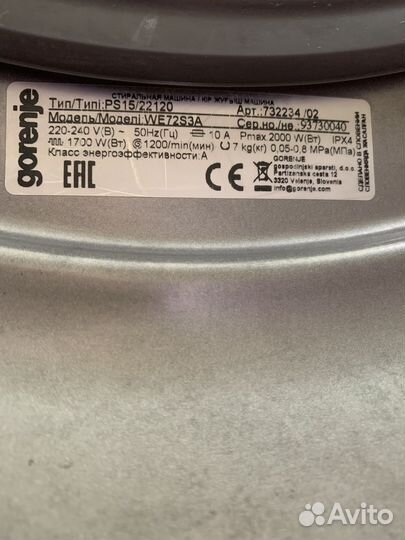 СТИРАЛЬНАЯ МАШИНА / КІР ЖУҒЫШ МАШИНА
gorenje
Тип/Типі: PS15/22120 Арт.:732234 /02
Модель/Моделі WE72S3A Сер.но./не. 93730040
220-240 V(В) ~ 50Hz(Гц) 10 A Pmax 2000 W(Вт) IPX4
1700 W(Вт) 1200/min(мин) 7 kg(кг) 0,05-0,8 MPa(МПа)
Класс энергоэффективности: A
GORENJE
gospodinjski aparati, d.o.o.
Partizanska cesta 12
3320 Velenje, Slovenia
info@gorenje.com
EAC
CE
СДЕЛАНО В СЛОВЕНИИ
Avito